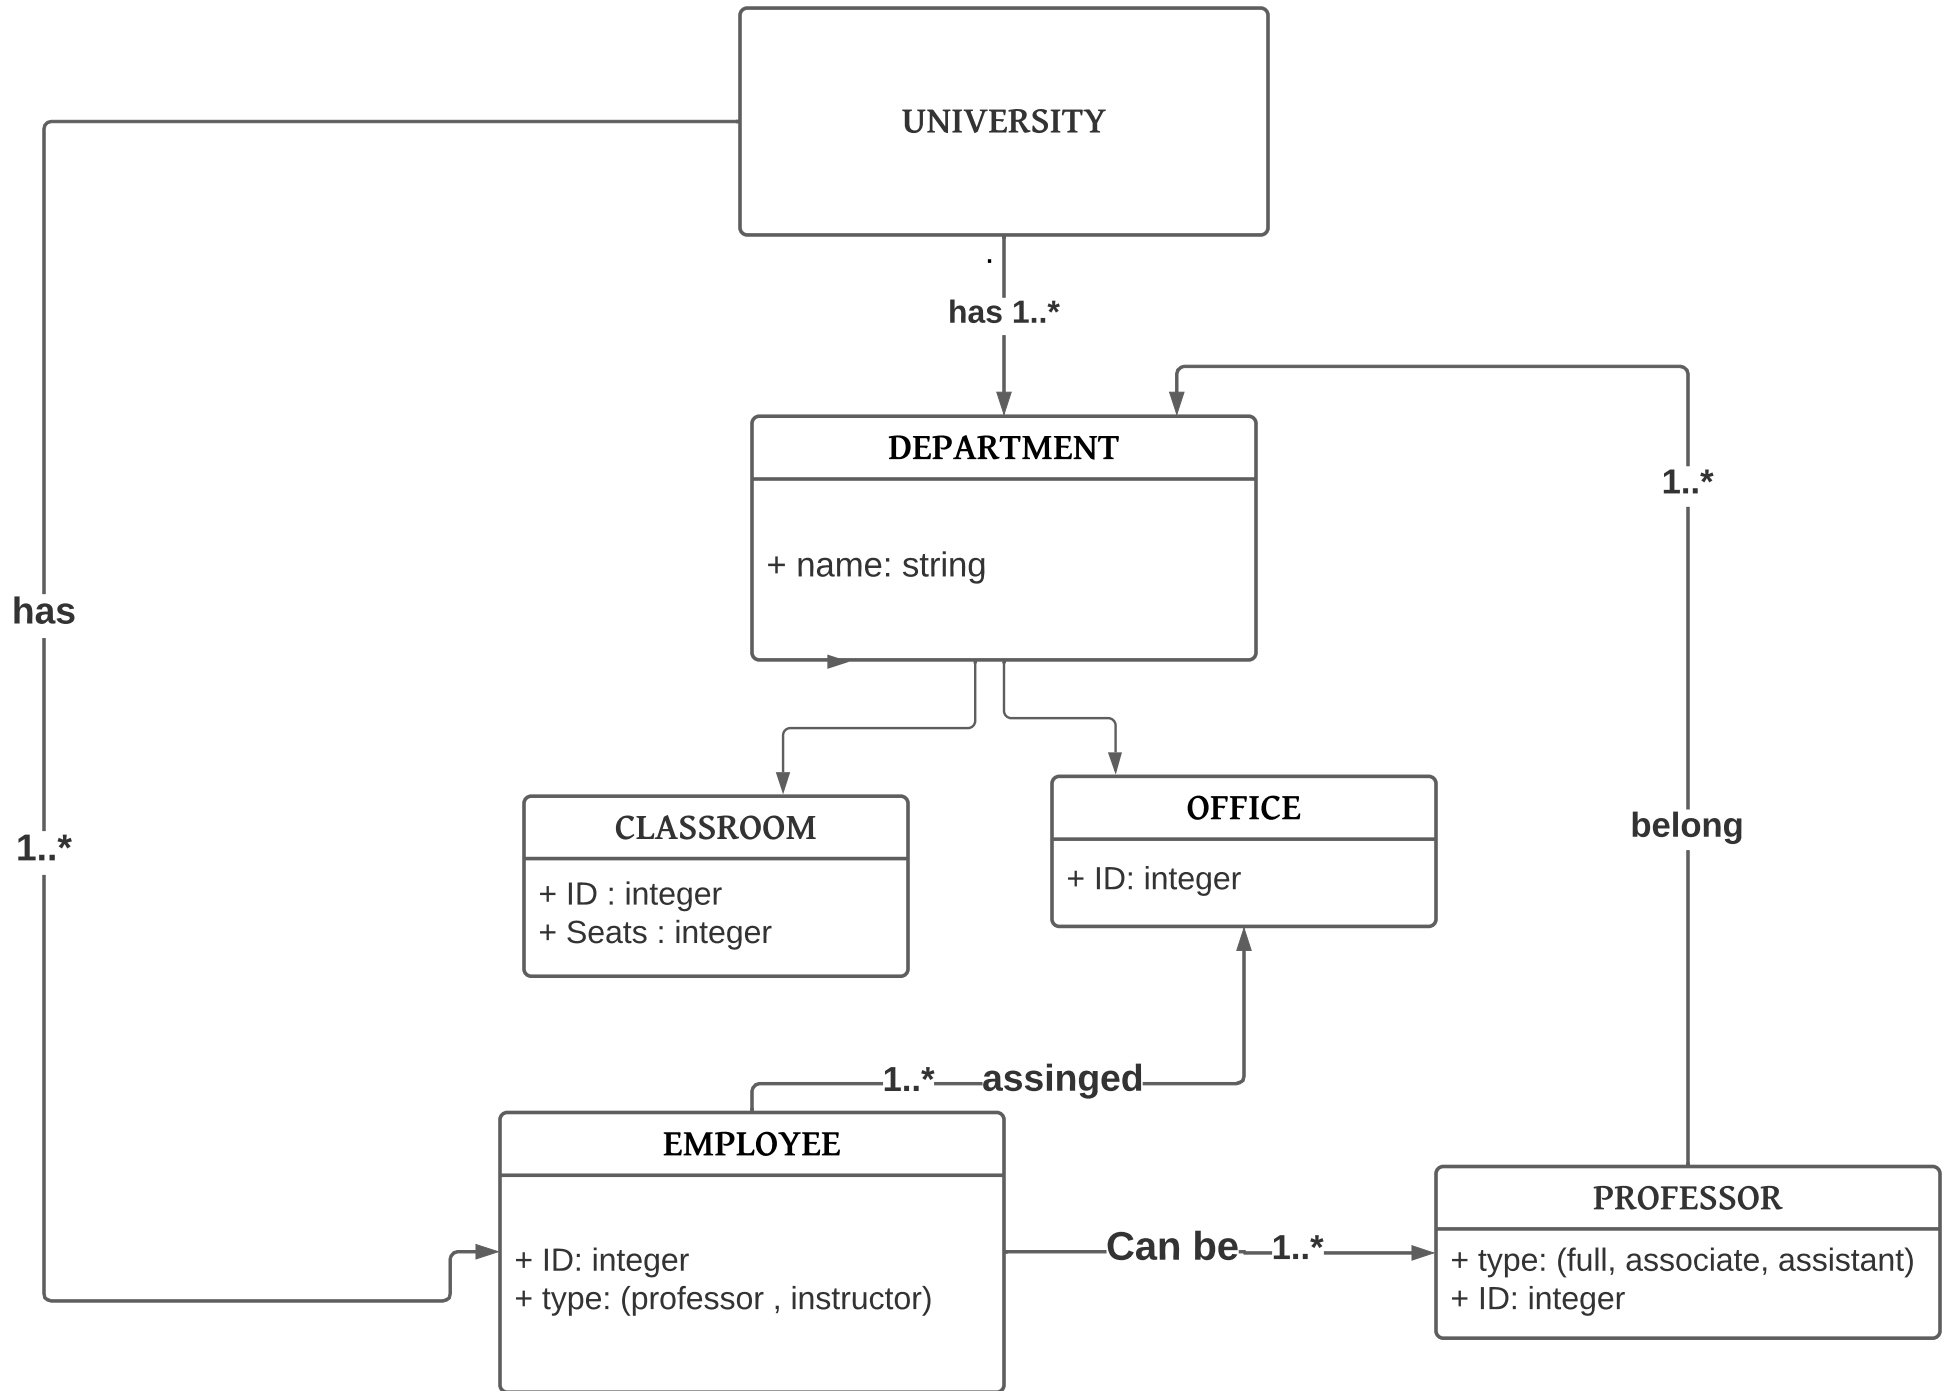 UNIVERSITY
.
has 1..*
DEPARTMENT
+ name: string
1..*
has
belong
1..*
CLASSROOM
+ ID : integer
+ Seats : integer
OFFICE
+ ID: integer
1..* assinged
EMPLOYEE
+ ID: integer
+ type: (professor , instructor)
Can be 1..*
PROFESSOR
+ type: (full, associate, assistant)
+ ID: integer